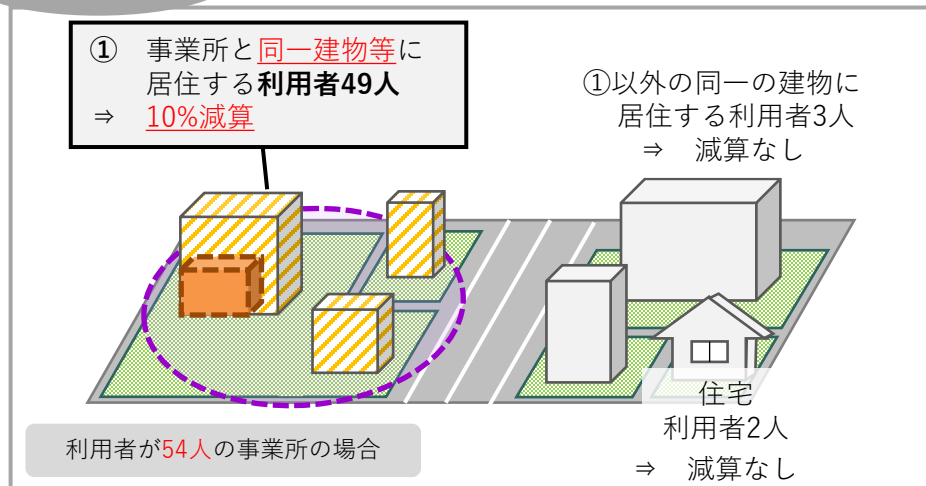 ① 事業所と同一建物等に
居住する利用者49人
⇒ 10%減算
①以外の同一の建物に
居住する利用者3人
⇒ 減算なし
住宅
利用者2人
⇒ 減算なし
利用者が54人の事業所の場合